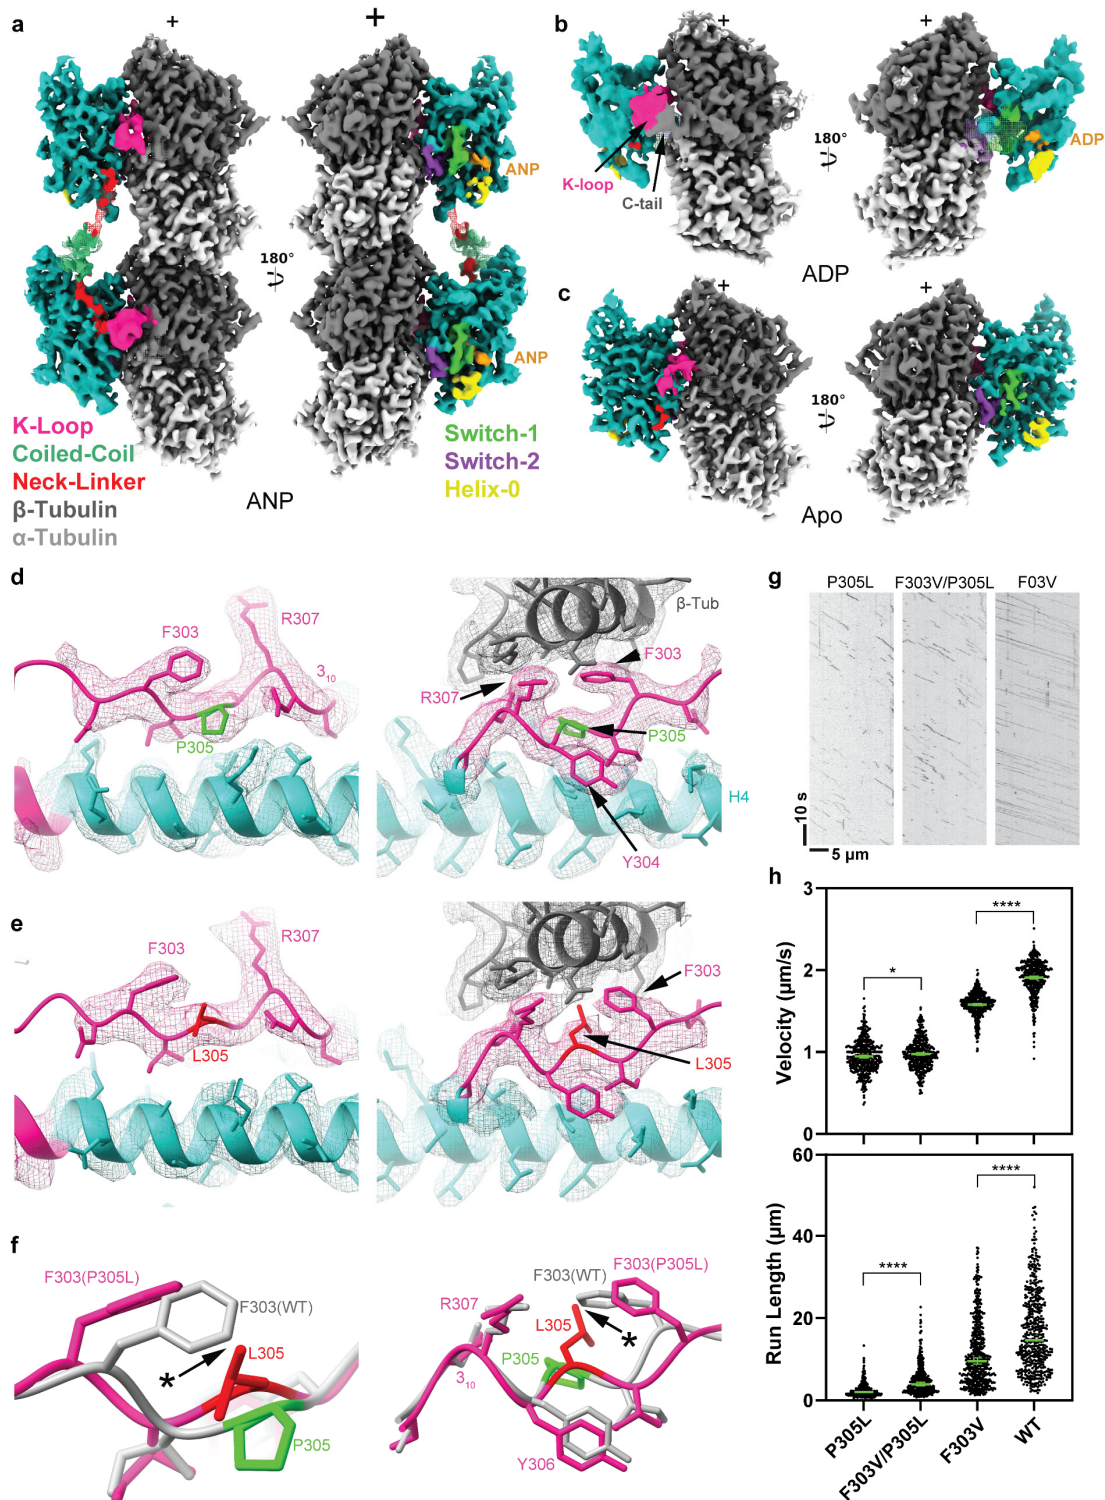 a
+
+
ANP
ANP
180°
K-Loop
Coiled-Coil
Neck-Linker
β-Tubulin
α-Tubulin
Switch-1
Switch-2
Helix-0
ANP
b
+
+
K-loop
C-tail
180°
ADP
ADP
c
+
+
180°
Apo
d
F303
R307
3₁₀
P305
β-Tub
F303
R307
P305
H4
Y304
e
F303
R307
L305
F303
L305
f
F303(P305L)
F303(WT)
L305
*
P305
F303(P305L)
F303(WT)
R307
L305
*
P305
3₁₀
Y306
g
P305L F303V/P305L F03V
10 s
5 µm
h
Velocity (µm/s)
3
2
1
0
*
****
Run Length (µm)
60
40
20
0
****
****
P305L
F303V/P305L
F303V
WT